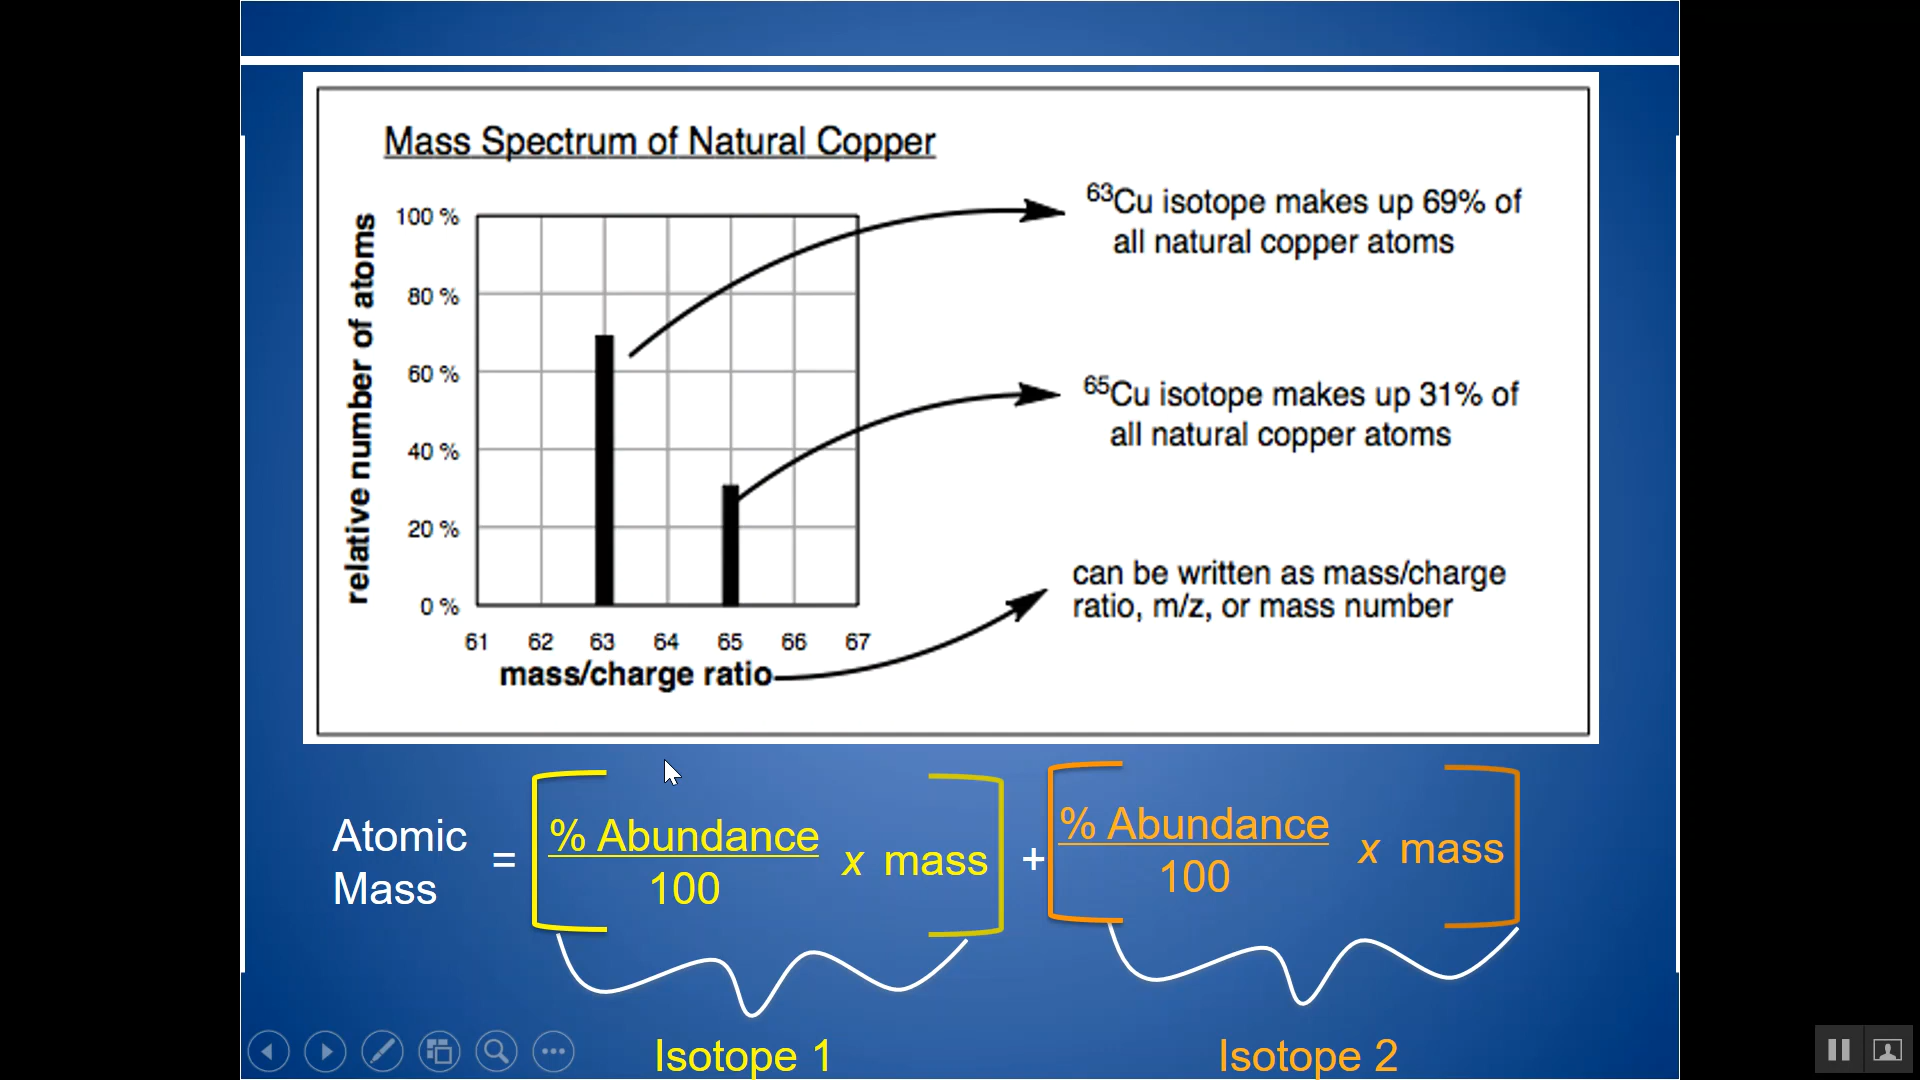 Mass Spectrum of Natural Copper
relative number of atoms
100 %
80 %
60 %
40 %
20 %
0 %
61 62 63 64 65 66 67
mass/charge ratio
⁶³Cu isotope makes up 69% of
all natural copper atoms
⁶⁵Cu isotope makes up 31% of
all natural copper atoms
can be written as mass/charge
ratio, m/z, or mass number
Atomic
Mass
=
% Abundance
100
x mass
+
% Abundance
100
x mass
Isotope 1
Isotope 2